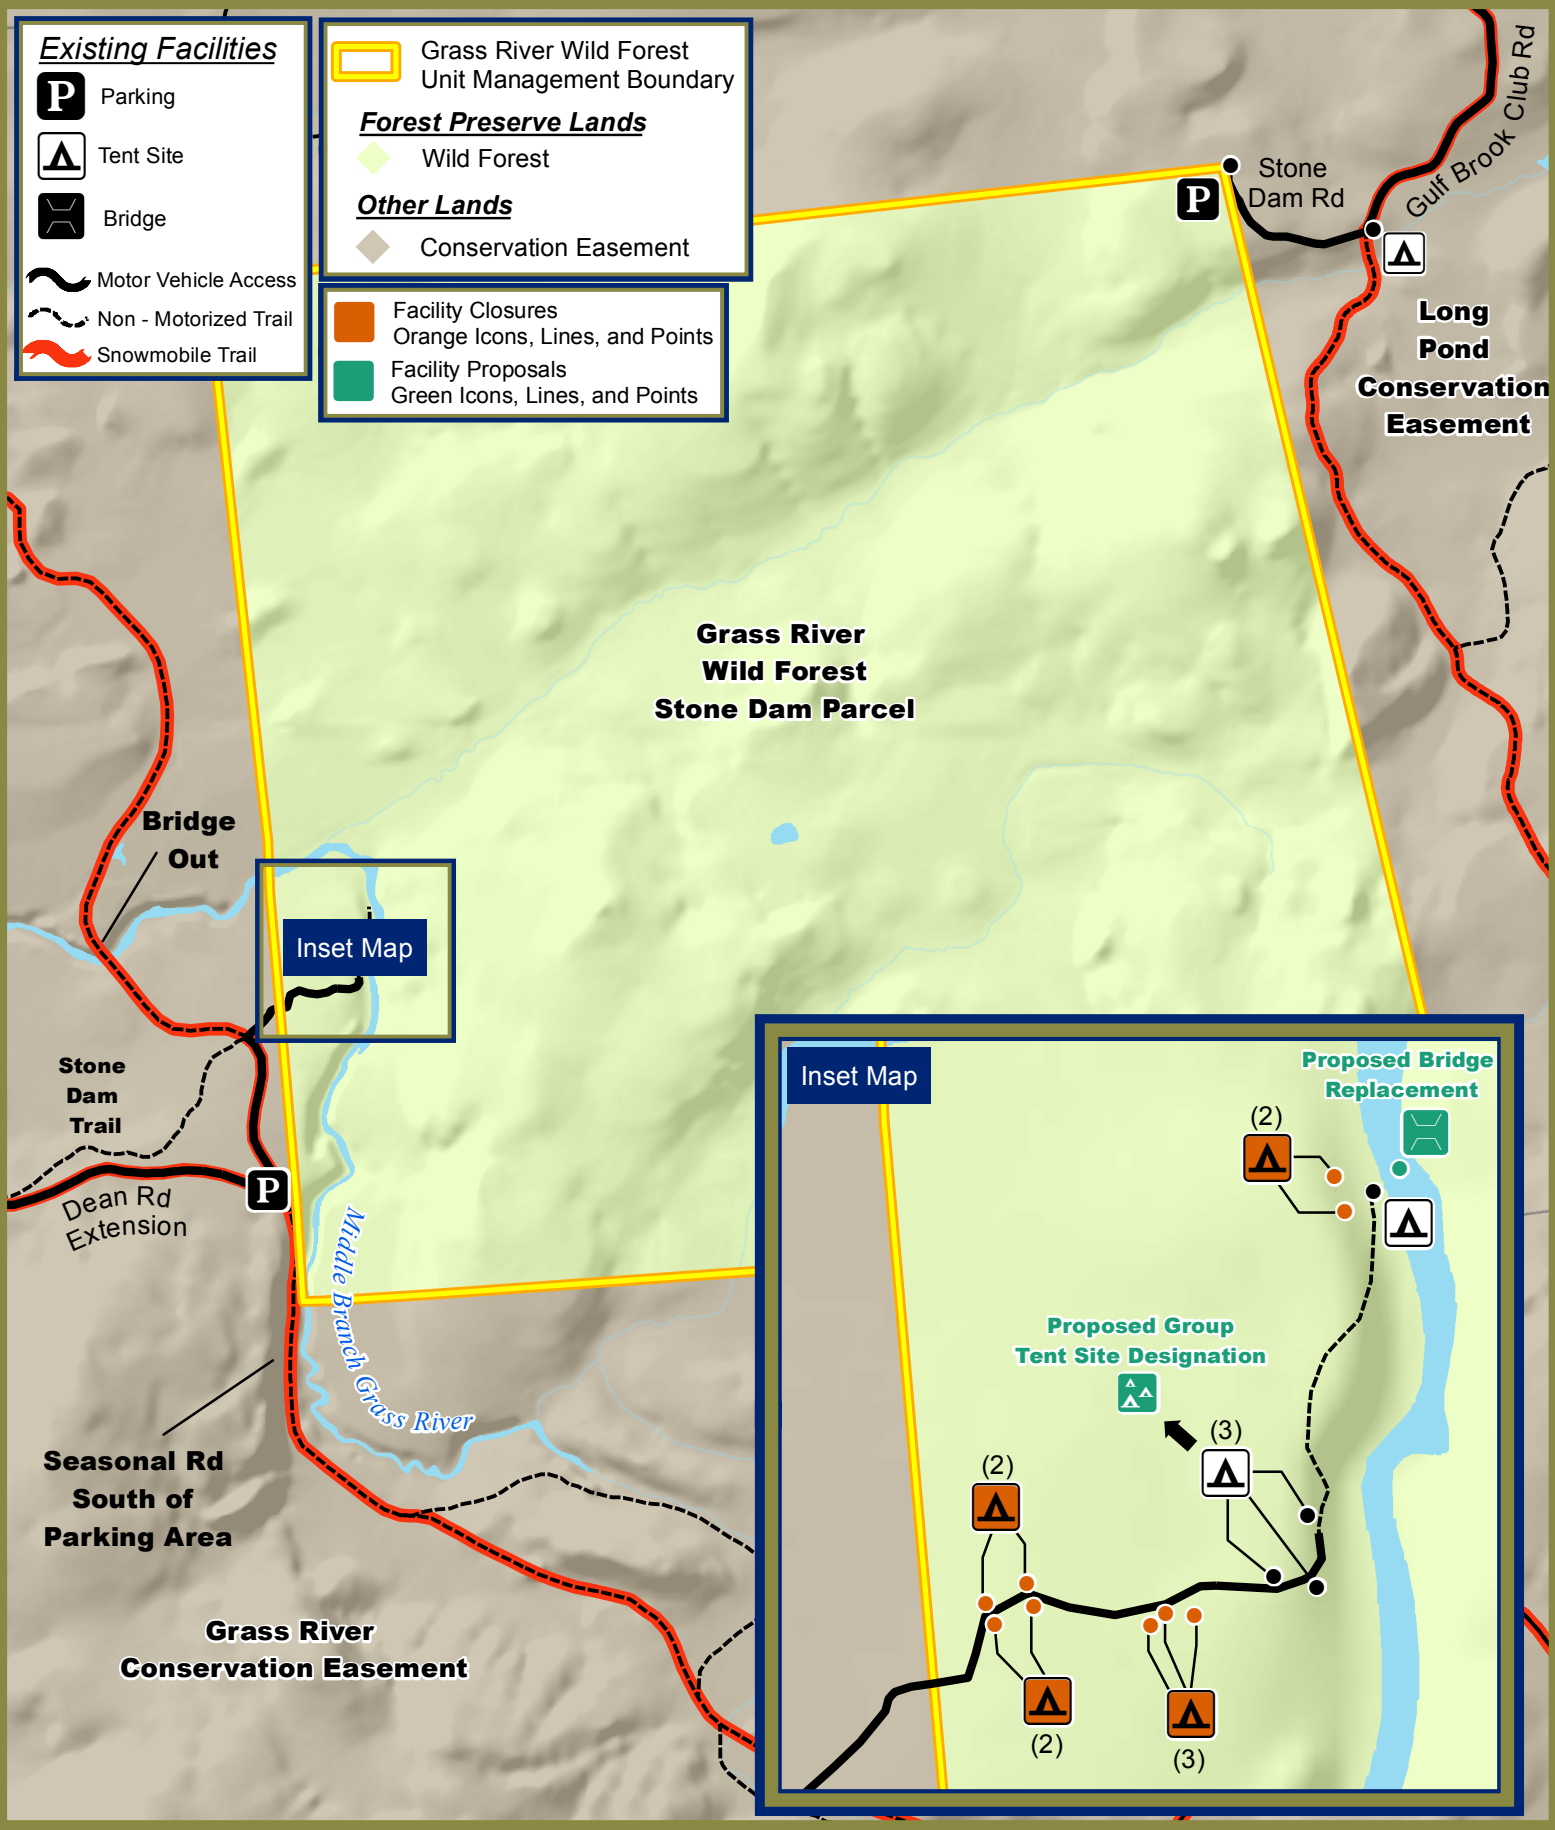 Existing Facilities
P
Parking
Tent Site
Bridge
Motor Vehicle Access
Non - Motorized Trail
Snowmobile Trail
Grass River Wild Forest
Unit Management Boundary
Forest Preserve Lands
Wild Forest
Other Lands
Conservation Easement
Facility Closures
Orange Icons, Lines, and Points
Facility Proposals
Green Icons, Lines, and Points
Gulf Brook Club Rd
Stone
Dam Rd
P
Long
Pond
Conservation
Easement
Grass River
Wild Forest
Stone Dam Parcel
Bridge
Out
Inset Map
Stone
Dam
Trail
P
Dean Rd
Extension
Middle Branch Grass River
Seasonal Rd
South of
Parking Area
Grass River
Conservation Easement
Inset Map
Proposed Bridge
Replacement
(2)
Proposed Group
Tent Site Designation
(3)
(2)
(2)
(3)